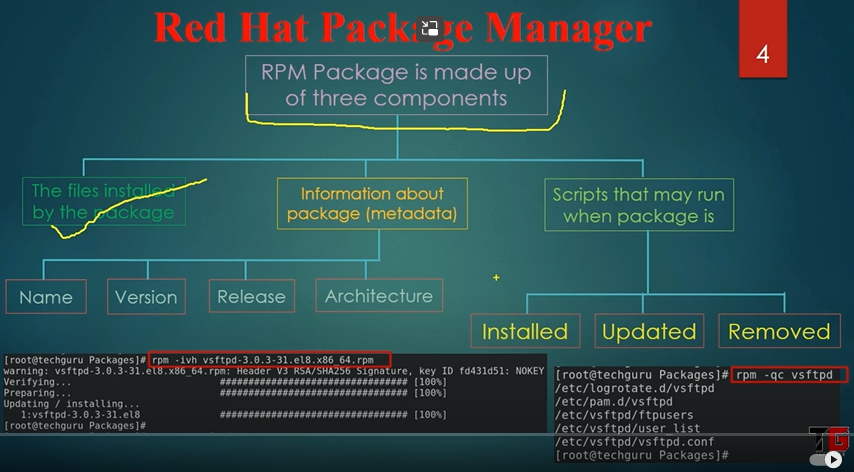 Red Hat Package Manager
4
RPM Package is made up
of three components
The files installed
by the package
Information about
package (metadata)
Scripts that may run
when package is
Name
Version
Release
Architecture
Installed
Updated
Removed
[root@techguru Packages]# rpm -ivh vsftpd-3.0.3-31.el8.x86_64.rpm
warning: vsftpd-3.0.3-31.el8.x86_64.rpm: Header V3 RSA/SHA256 Signature, key ID fd431d51: NOKEY
Verifying... ################################# [100%]
Preparing... ################################# [100%]
Updating / installing...
1:vsftpd-3.0.3-31.el8 ################################# [100%]
[root@techguru Packages]#
[root@techguru Packages]# rpm -qc vsftpd
/etc/logrotate.d/vsftpd
/etc/pam.d/vsftpd
/etc/vsftpd/ftpusers
/etc/vsftpd/user_list
/etc/vsftpd/vsftpd.conf
[root@techguru Packages]#
TG